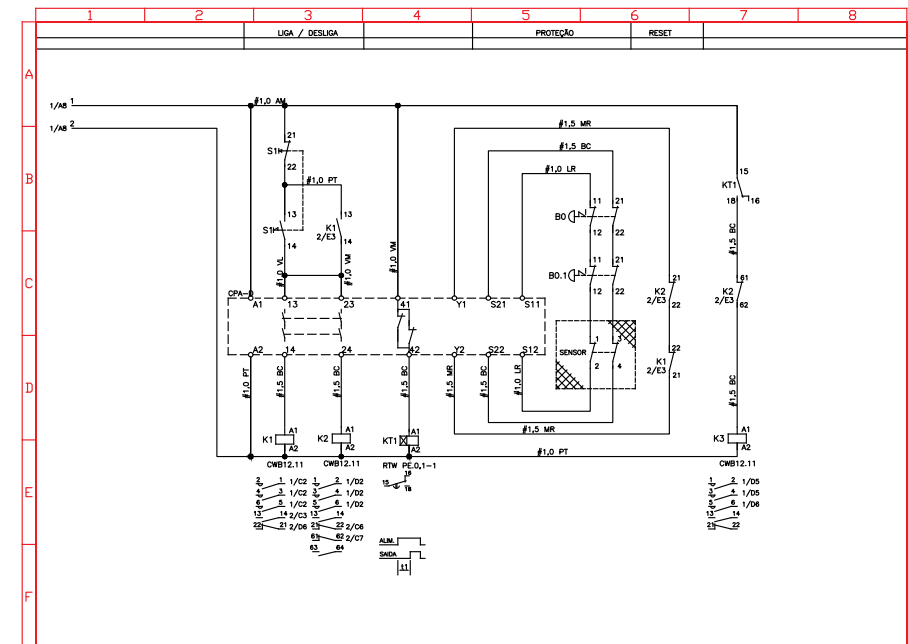 1 2 3 4 5 6 7 8
LIGA / DESLIGA PROTEÇÃO RESET
A
1/A8 1 #1,0 AM
1/A8 2 #1,5 MR
21
S1 #1,5 BC
22 #1,0 LR 15
B #1,0 PT KT1
18 16
11 21
B0
13 13 12 22
S1 K1
2/E3
14 14
#1,0 VL #1,0 VM #1,0 VM #1,5 BC
11 21
B0.1
12 22
C 21 61
K2 K2
2/E3 2/E3
22 62
CPA-D
A1 13 23 41 Y1 S21 S11
SENSOR 1 3
2 4
22
K1
2/E3
21
A2 14 24 42 Y2 S22 S12
D #1,0 PT #1,5 BC #1,5 BC #1,5 BC #1,5 MR #1,5 BC #1,0 LR #1,5 BC
#1,5 MR
K1 A1 K2 A1 KT1 A1 K3 A1
A2 A2 A2 A2
#1,0 PT
CWB12.11 CWB12.11 RTW PE.0,1-1 CWB12.11
E
2 1 1/C2 1 2 1/D2 15 16 18 1 2 1/D5
4 3 1/C2 3 4 1/D2 3 4 1/D5
6 5 1/C2 5 6 1/D2 5 6 1/D6
13 14 2/C3 13 14 13 14
22 21 2/D6 21 22 2/C6 21 22
61 62 2/C7
63 64
ALIM.
SAIDA
t1
F